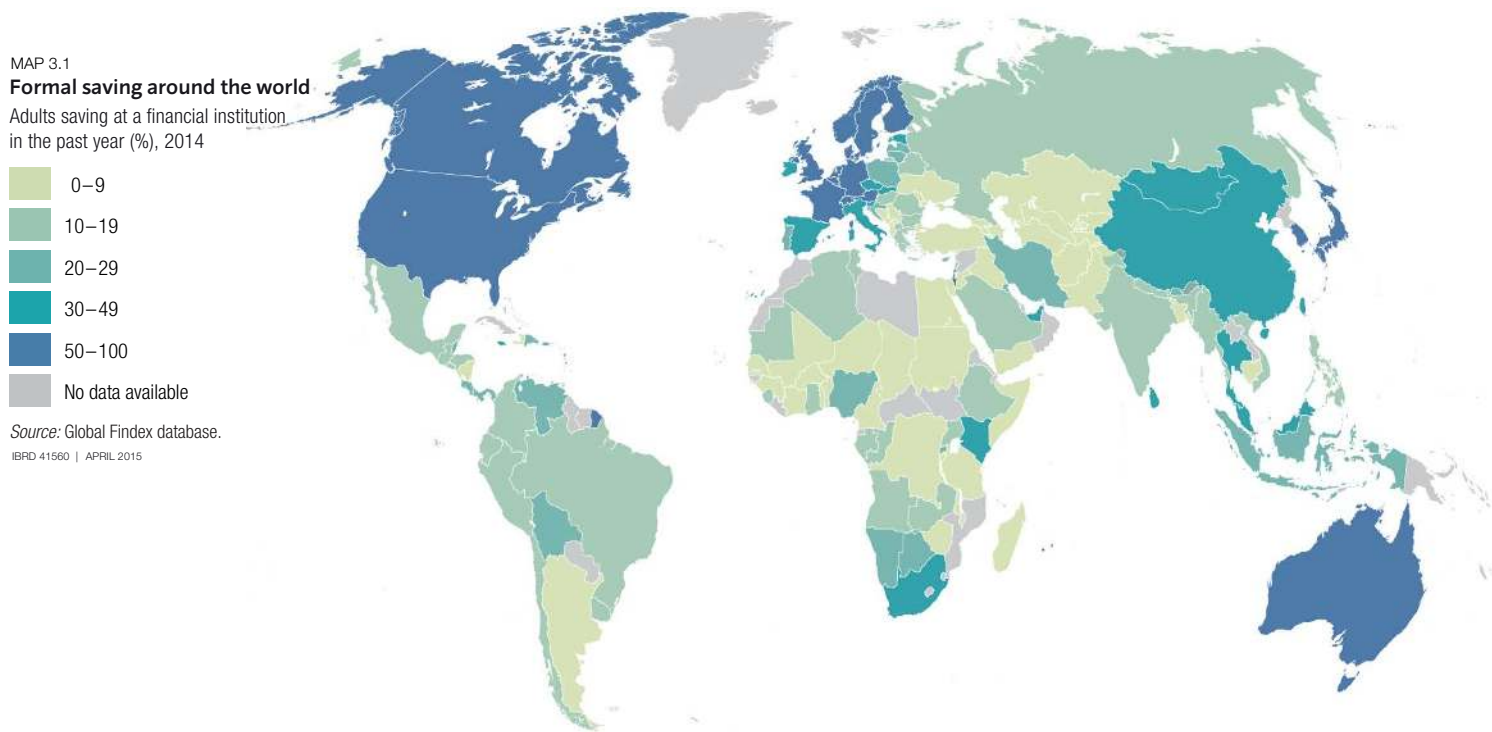 MAP 3.1
Formal saving around the world
Adults saving at a financial institution
in the past year (%), 2014
0–9
10–19
20–29
30–49
50–100
No data available
Source: Global Findex database.
IBRD 41560 | APRIL 2015